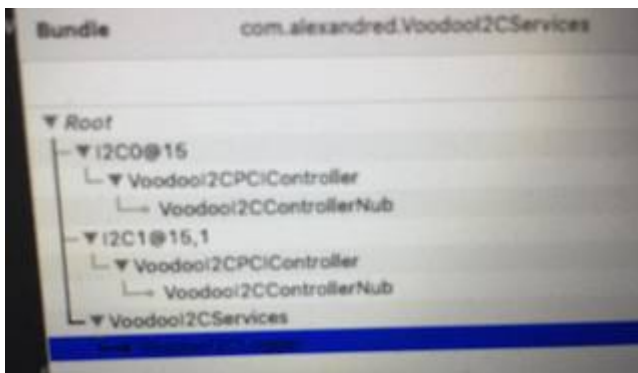 Bundle com.alexandred.VoodooI2CServices
Root
I2C0@15
VoodooI2CPCIController
VoodooI2CControllerNub
I2C1@15,1
VoodooI2CPCIController
VoodooI2CControllerNub
VoodooI2CServices